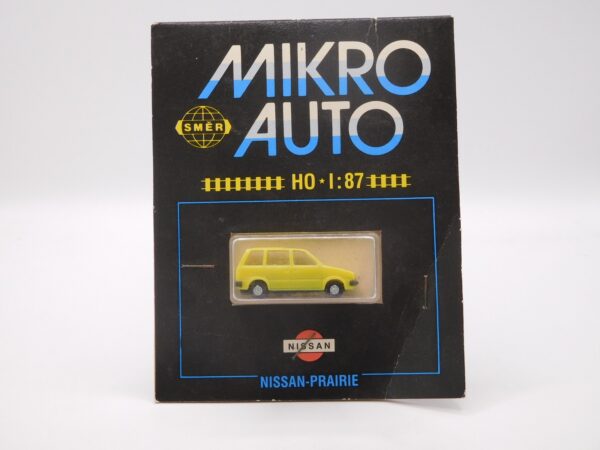 MIKRO
AUTO
SMĚR
HO ★ 1:87
NISSAN
NISSAN-PRAIRIE